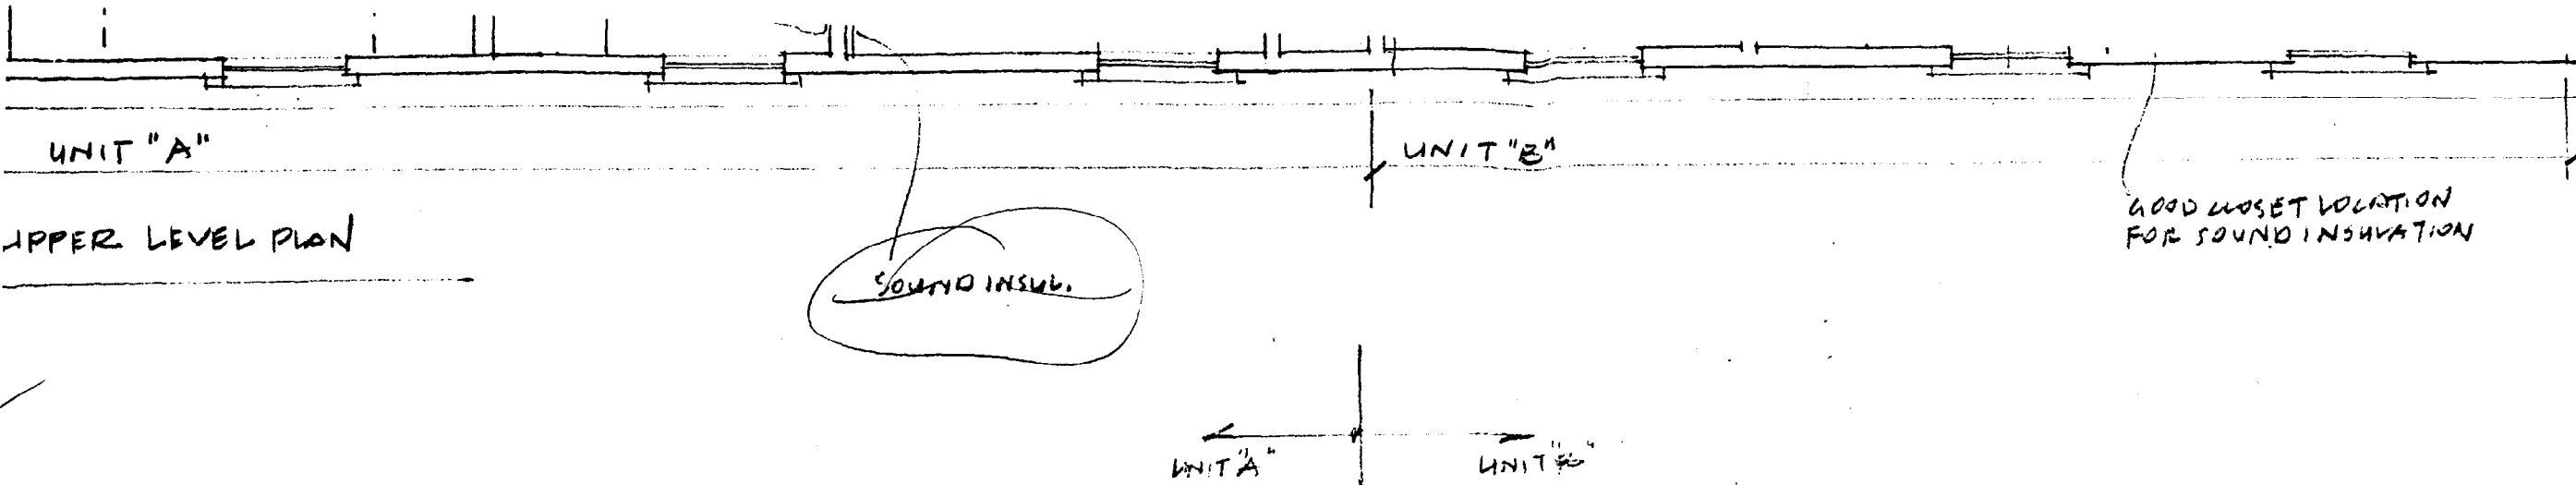 UNIT "A"
UNIT "B"
UPPER LEVEL PLAN
GOOD CLOSET LOCATION
FOR SOUND INSULATION
SOUND INSUL.
UNIT "A"
UNIT "B"